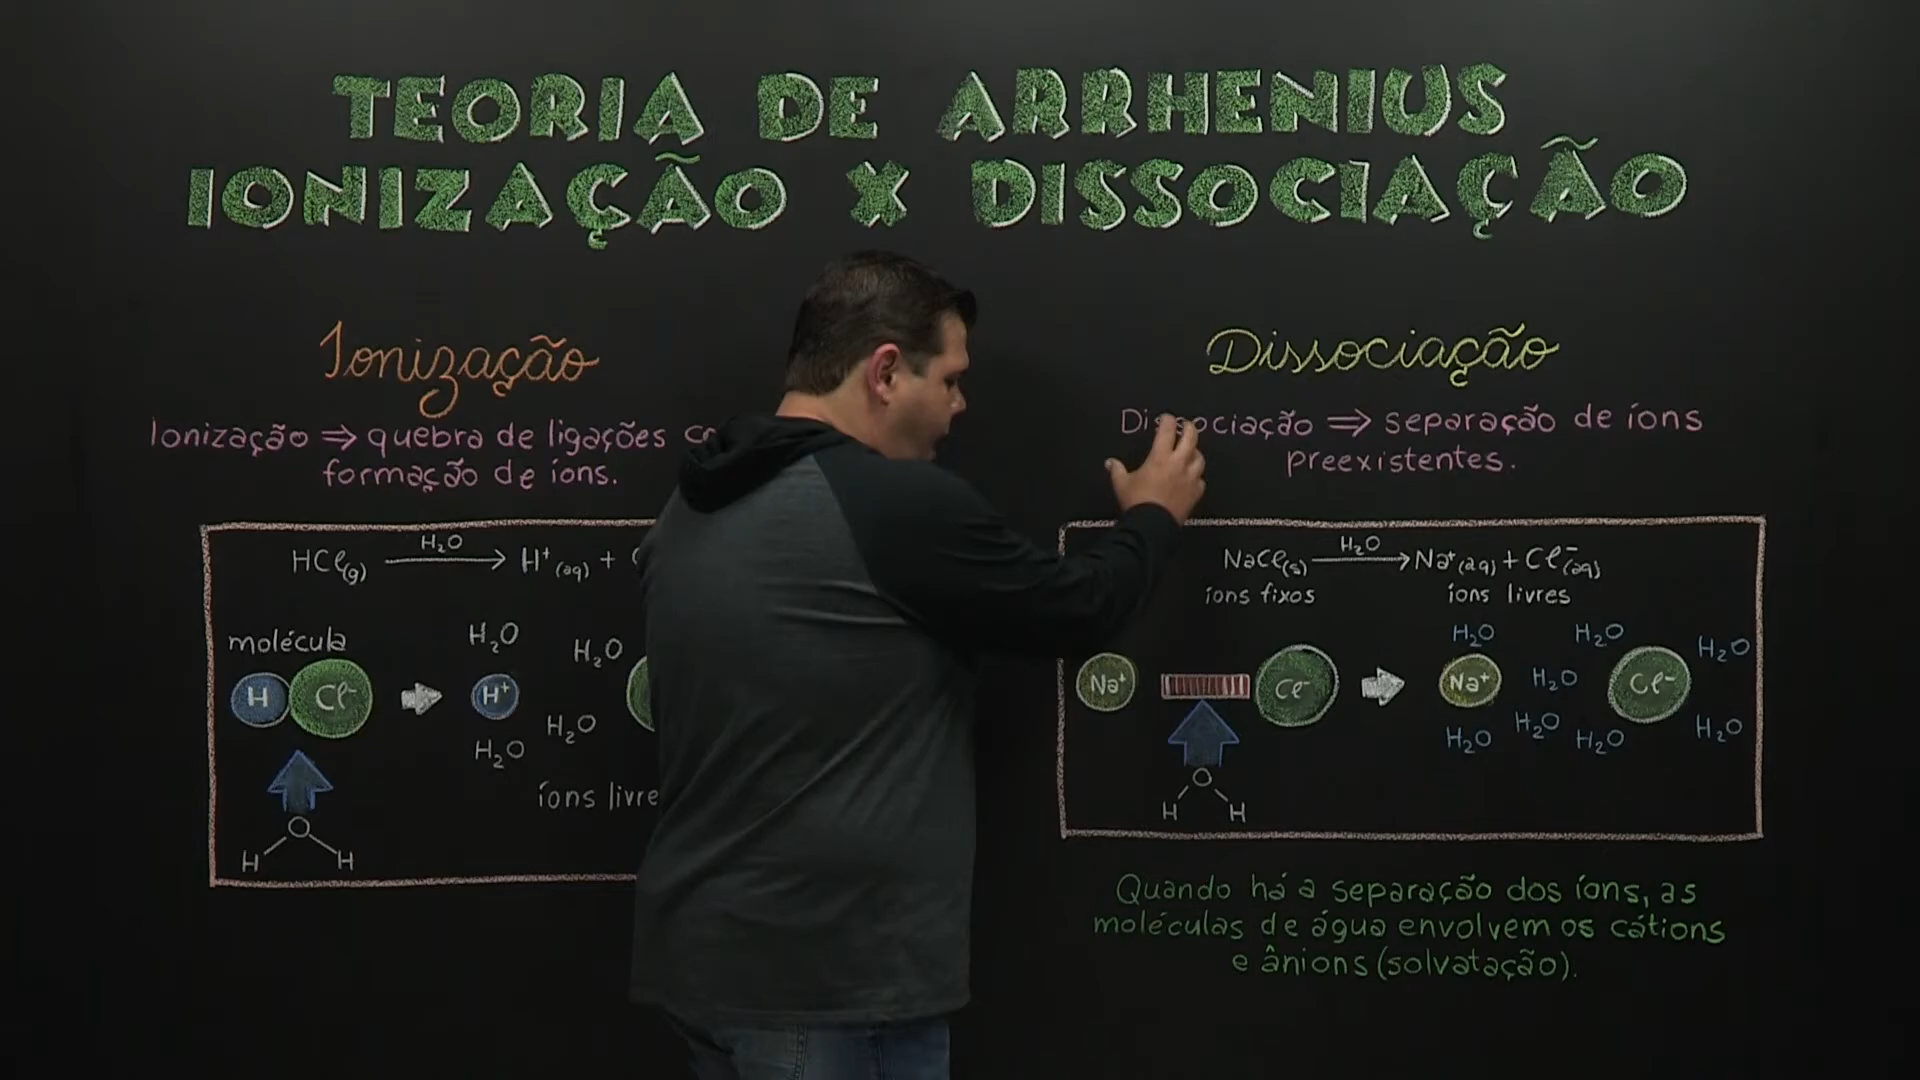 TEORIA DE ARRHENIUS
IONIZAÇÃO X DISSOCIAÇÃO
Ionização
Ionização ⇒ quebra de ligações
formação de íons.
HCl(g) H₂O → H⁺(aq) +
molécula
H Cl⁻
H⁺
H₂O
H₂O
H₂O
H₂O
íons livre
O
H H
Dissociação
Dissociação ⇒ separação de íons
preexistentes.
NaCl(s) H₂O → Na⁺(aq) + Cl⁻(aq)
íons fixos íons livres
H₂O H₂O H₂O
Na⁺ Cl⁻ Na⁺ H₂O Cl⁻
H₂O H₂O H₂O H₂O
O
H H
Quando há a separação dos íons, as
moléculas de água envolvem os cátions
e ânions (solvatação).